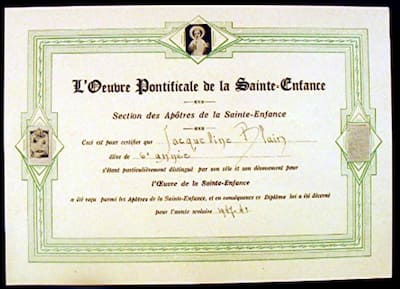 L'Oeuvre Pontificale de la Sainte-Enfance
Section des Apôtres de la Sainte-Enfance
Ceci est pour certifier que Jacqueline Blain
élève de 6e année
s'étant particulièrement distingué par son zèle et son dévouement pour
l'Œuvre de la Sainte-Enfance
a été reçu parmi les Apôtres de la Sainte-Enfance, et en conséquence ce Diplôme lui a été décerné
pour l'année scolaire